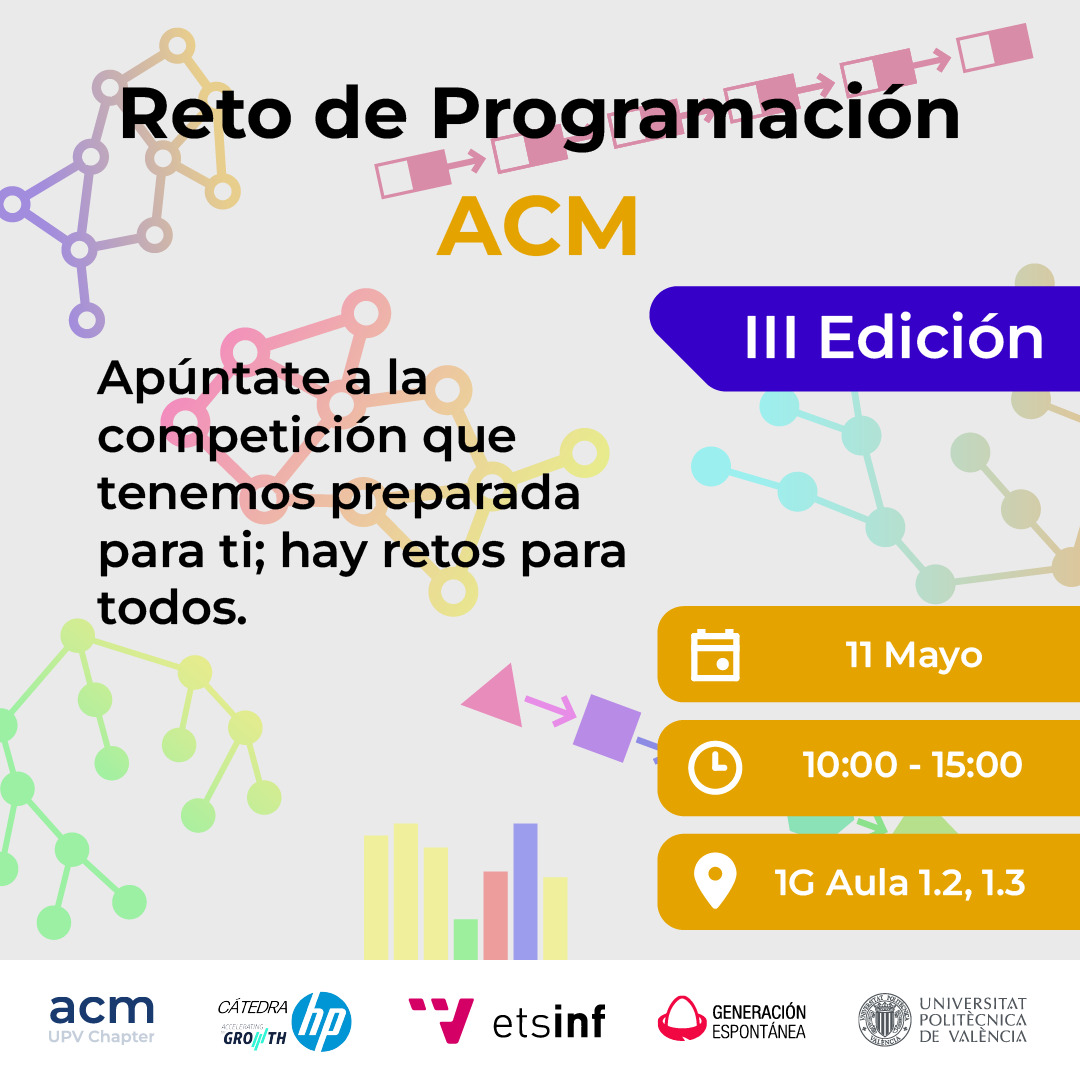 Reto de Programación
ACM
III Edición
Apúntate a la
competición que
tenemos preparada
para ti; hay retos para
todos.
11 Mayo
10:00 - 15:00
1G Aula 1.2, 1.3
acm
UPV Chapter
CÁTEDRA
ACCELERATING
GROWTH
hp
etsinf
GENERACIÓN
ESPONTÁNEA
UNIVERSITAT
POLITÈCNICA
DE VALÈNCIA